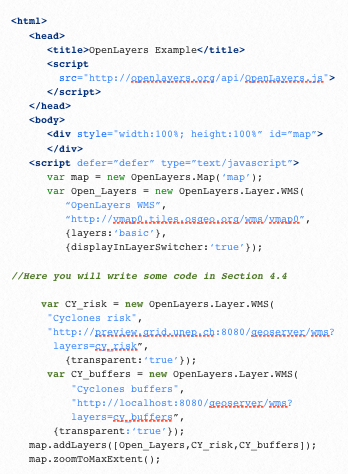 <html>
<head>
<title>OpenLayers Example</title>
<script
src="http://openlayers.org/api/OpenLayers.js">
</script>
</head>
<body>
<div style="width:100%; height:100%" id="map">
</div>
<script defer="defer" type="text/javascript">
var map = new OpenLayers.Map('map');
var Open_Layers = new OpenLayers.Layer.WMS(
"OpenLayers WMS",
"http://vmap0.tiles.osgeo.org/wms/vmap0",
{layers:'basic'},
{displayInLayerSwitcher:'true'});
//Here you will write some code in Section 4.4
var CY_risk = new OpenLayers.Layer.WMS(
"Cyclones risk",
"http://preview.grid.unep.ch:8080/geoserver/wms?
layers=cy_risk",
{transparent:'true'});
var CY_buffers = new OpenLayers.Layer.WMS(
"Cyclones buffers",
"http://localhost:8080/geoserver/wms?
layers=cy_buffers",
{transparent:'true'});
map.addLayers([Open_Layers,CY_risk,CY_buffers]);
map.zoomToMaxExtent();